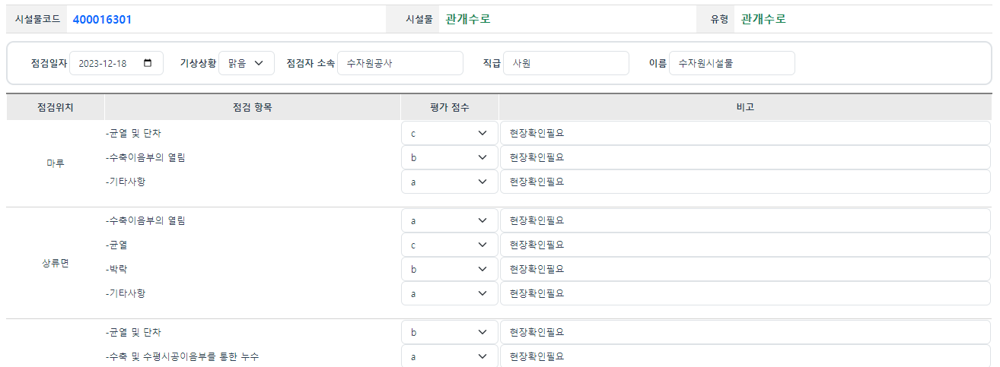 시설물코드 400016301 시설물 관개수로 유형 관개수로
점검일자 2023-12-18 기상상황 맑음 점검자 소속 수자원공사 직급 사원 이름 수자원시설물
점검위치 점검 항목 평가 점수 비고
-균열 및 단차 c 현장확인필요
마루
-수축이음부의 열림 b 현장확인필요
-기타사항 a 현장확인필요
-수축이음부의 열림 a 현장확인필요
-균열 c 현장확인필요
상류면
-박락 b 현장확인필요
-기타사항 a 현장확인필요
-균열 및 단차 b 현장확인필요
-수축 및 수평시공이음부를 통한 누수 a 현장확인필요